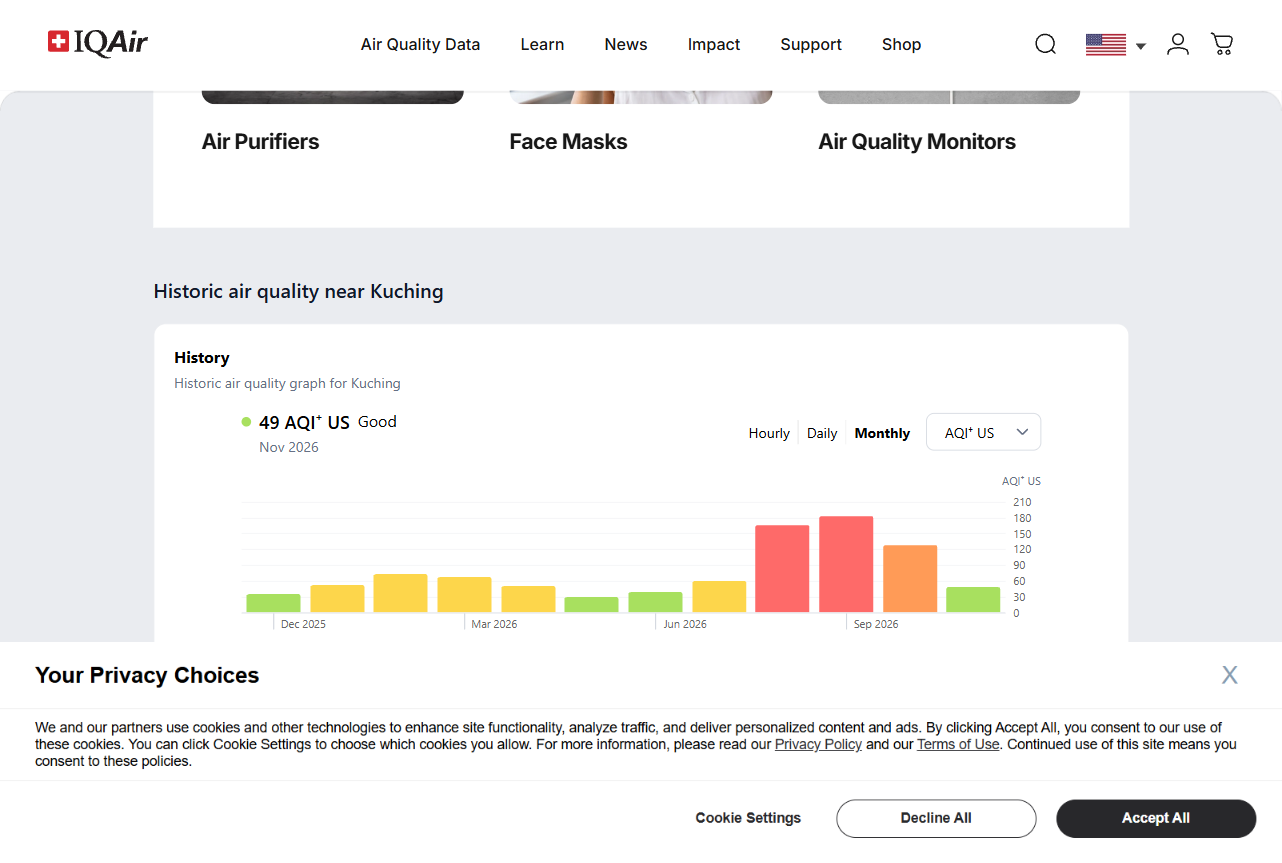 IQAir
Air Quality Data
Learn
News
Impact
Support
Shop
Air Purifiers
Face Masks
Air Quality Monitors
Historic air quality near Kuching
History
Historic air quality graph for Kuching
49 AQI⁺ US Good
Nov 2026
Hourly
Daily
Monthly
AQI⁺ US
AQI⁺ US
210
180
150
120
90
60
30
0
Dec 2025
Mar 2026
Jun 2026
Sep 2026
Your Privacy Choices
X
We and our partners use cookies and other technologies to enhance site functionality, analyze traffic, and deliver personalized content and ads. By clicking Accept All, you consent to our use of
these cookies. You can click Cookie Settings to choose which cookies you allow. For more information, please read our Privacy Policy and our Terms of Use. Continued use of this site means you
consent to these policies.
Cookie Settings
Decline All
Accept All